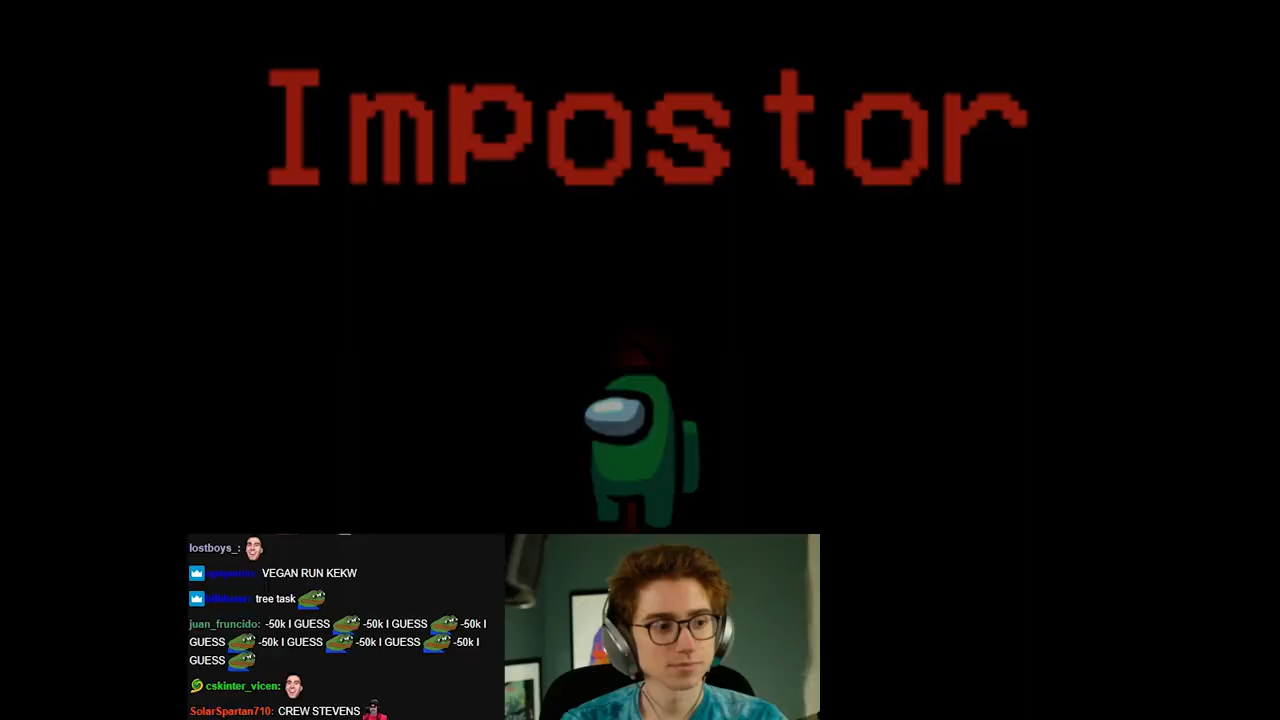 Impostor
lostboys_:
VEGAN RUN KEKW
tree task
juan_fruncido: -50k I GUESS -50k I GUESS -50k I
GUESS -50k I GUESS -50k I GUESS -50k I
GUESS
cskinter_vicen:
SolarSpartan710: CREW STEVENS